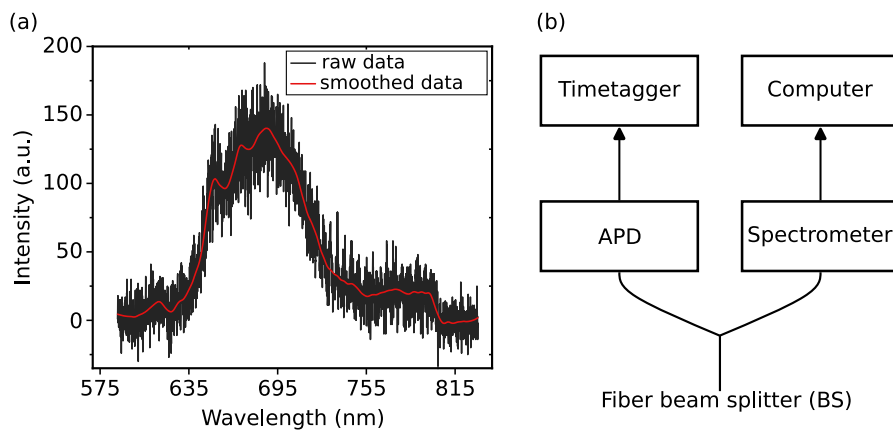 (a)
200
150
100
50
0
Intensity (a.u.)
raw data
smoothed data
575 635 695 755 815
Wavelength (nm)
(b)
Timetagger Computer
APD Spectrometer
Fiber beam splitter (BS)